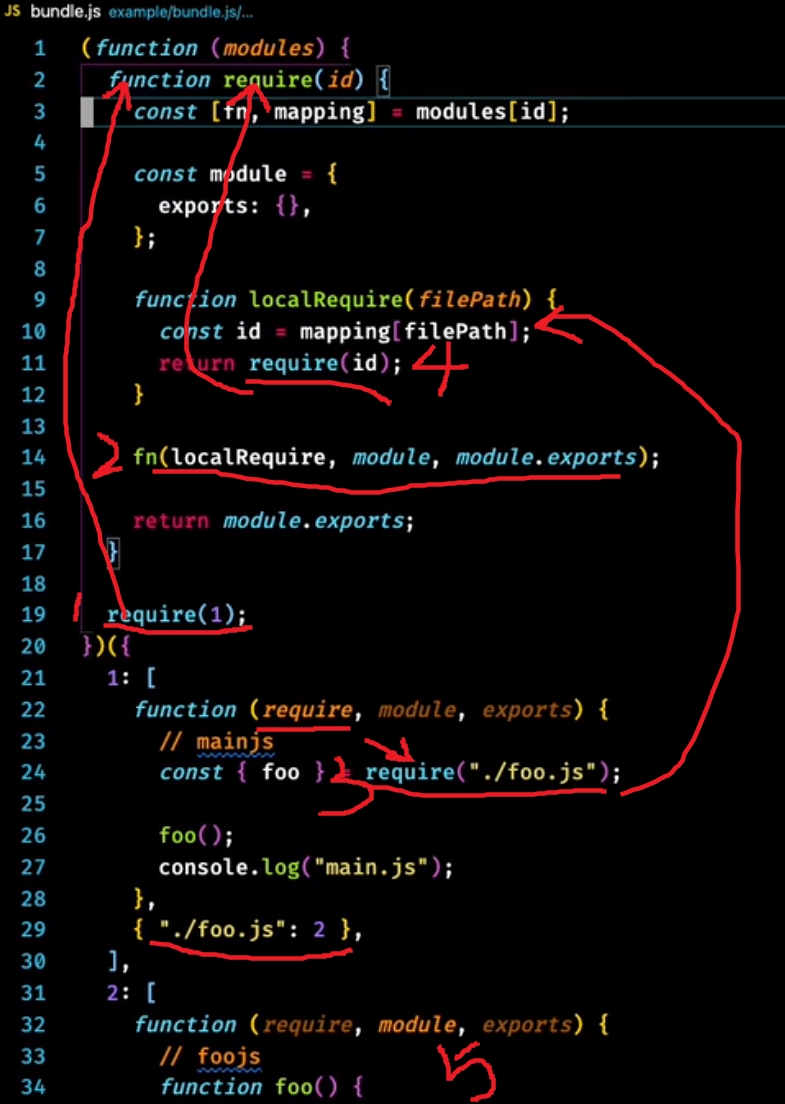 JS bundle.js example/bundle.js/...
1 (function (modules) {
2 function require(id) {
3 const [fn, mapping] = modules[id];
4
5 const module = {
6 exports: {},
7 };
8
9 function localRequire(filePath) {
10 const id = mapping[filePath];
11 return require(id); 4
12 }
13
14 2 fn(localRequire, module, module.exports);
15
16 return module.exports;
17 }
18
19 1 require(1);
20 })({
21 1: [
22 function (require, module, exports) {
23 // mainjs
24 const { foo } = require("./foo.js");
25 3
26 foo();
27 console.log("main.js");
28 },
29 { "./foo.js": 2 },
30 ],
31 2: [
32 function (require, module, exports) {
33 // foojs
34 function foo() { 5